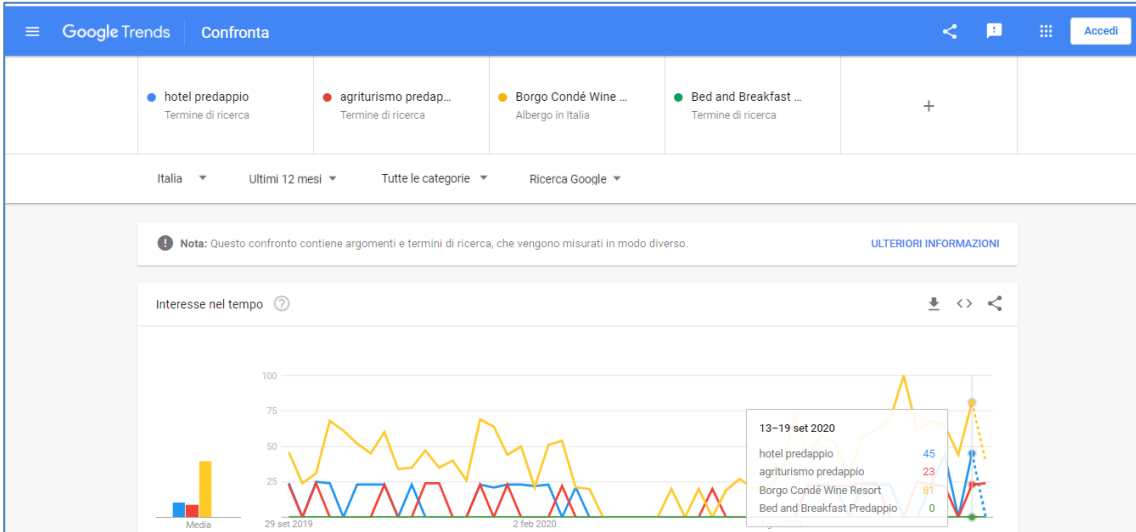 Google Trends Confronta Accedi
hotel predappio
Termine di ricerca
agriturismo predap...
Termine di ricerca
Borgo Condé Wine ...
Albergo in Italia
Bed and Breakfast ...
Termine di ricerca
+
Italia Ultimi 12 mesi Tutte le categorie Ricerca Google
Nota: Questo confronto contiene argomenti e termini di ricerca, che vengono misurati in modo diverso. ULTERIORI INFORMAZIONI
Interesse nel tempo ?
100
75
50
25
13–19 set 2020
hotel predappio 45
agriturismo predappio 23
Borgo Condé Wine Resort 81
Bed and Breakfast Predappio 0
Media 29 set 2019 2 feb 2020